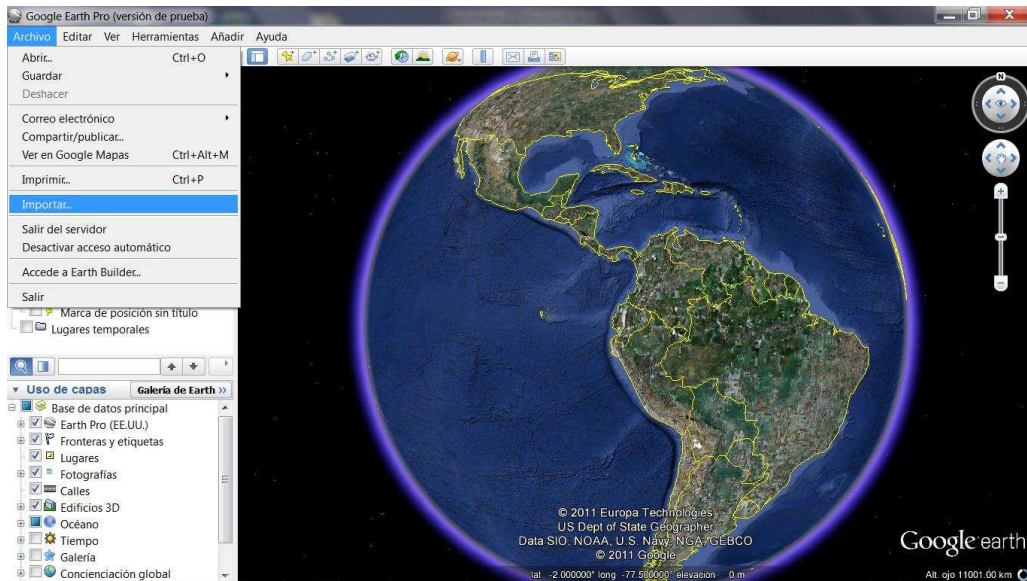 Google Earth Pro (versión de prueba)
Archivo Editar Ver Herramientas Añadir Ayuda
Abrir... Ctrl+O
Guardar
Deshacer
Correo electrónico
Compartir/publicar...
Ver en Google Mapas Ctrl+Alt+M
Imprimir... Ctrl+P
Importar...
Salir del servidor
Desactivar acceso automático
Accede a Earth Builder...
Salir
Marca de posición sin título
Lugares temporales
Uso de capas Galería de Earth »
Base de datos principal
Earth Pro (EE.UU.)
Fronteras y etiquetas
Lugares
Fotografías
Calles
Edificios 3D
Océano
Tiempo
Galería
Concienciación global
N
© 2011 Europa Technologies
US Dept of State Geographer
Data SIO, NOAA, U.S. Navy, NGA, GEBCO
© 2011 Google
Google earth
lat -2.000000° long -77.500000° elevación 0 m
Alt. ojo 11001.00 km